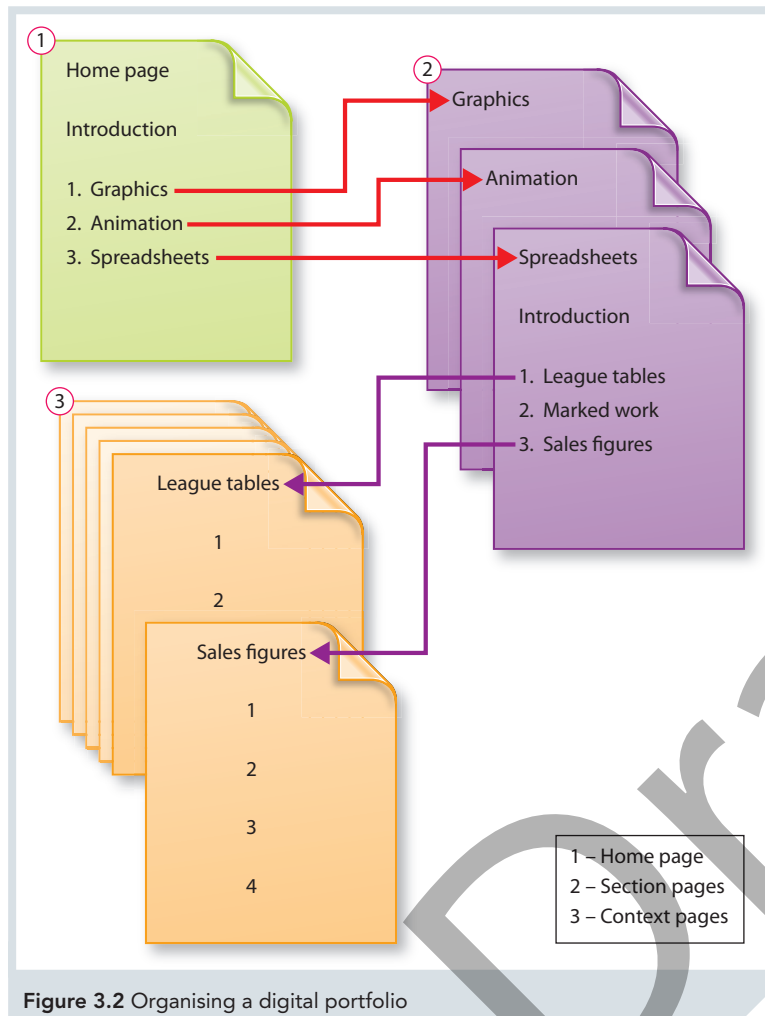 1
Home page
Introduction
1. Graphics
2. Animation
3. Spreadsheets
2
Graphics
Animation
Spreadsheets
Introduction
1. League tables
2. Marked work
3. Sales figures
3
League tables
1
2
Sales figures
1
2
3
4
1 – Home page
2 – Section pages
3 – Context pages
Figure 3.2 Organising a digital portfolio